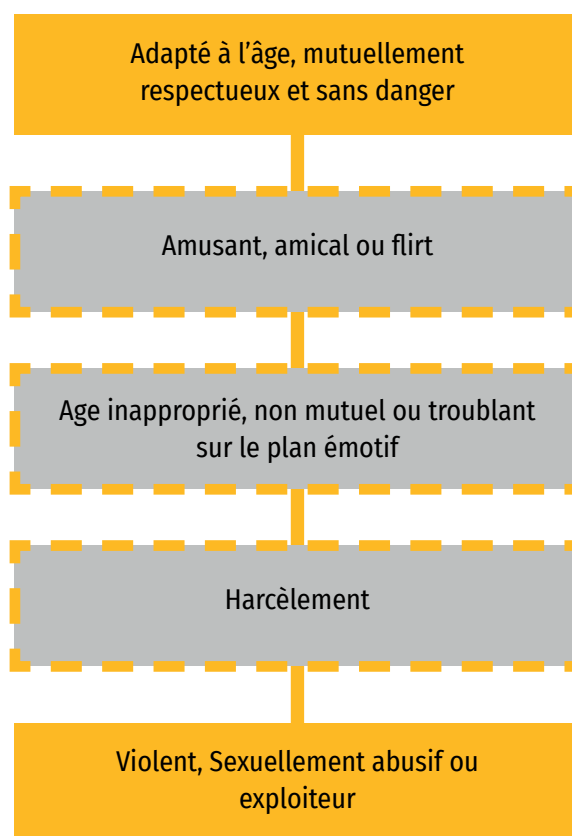 Adapté à l’âge, mutuellement
respectueux et sans danger
Amusant, amical ou flirt
Age inapproprié, non mutuel ou troublant
sur le plan émotif
Harcèlement
Violent, Sexuellement abusif ou
exploiteur